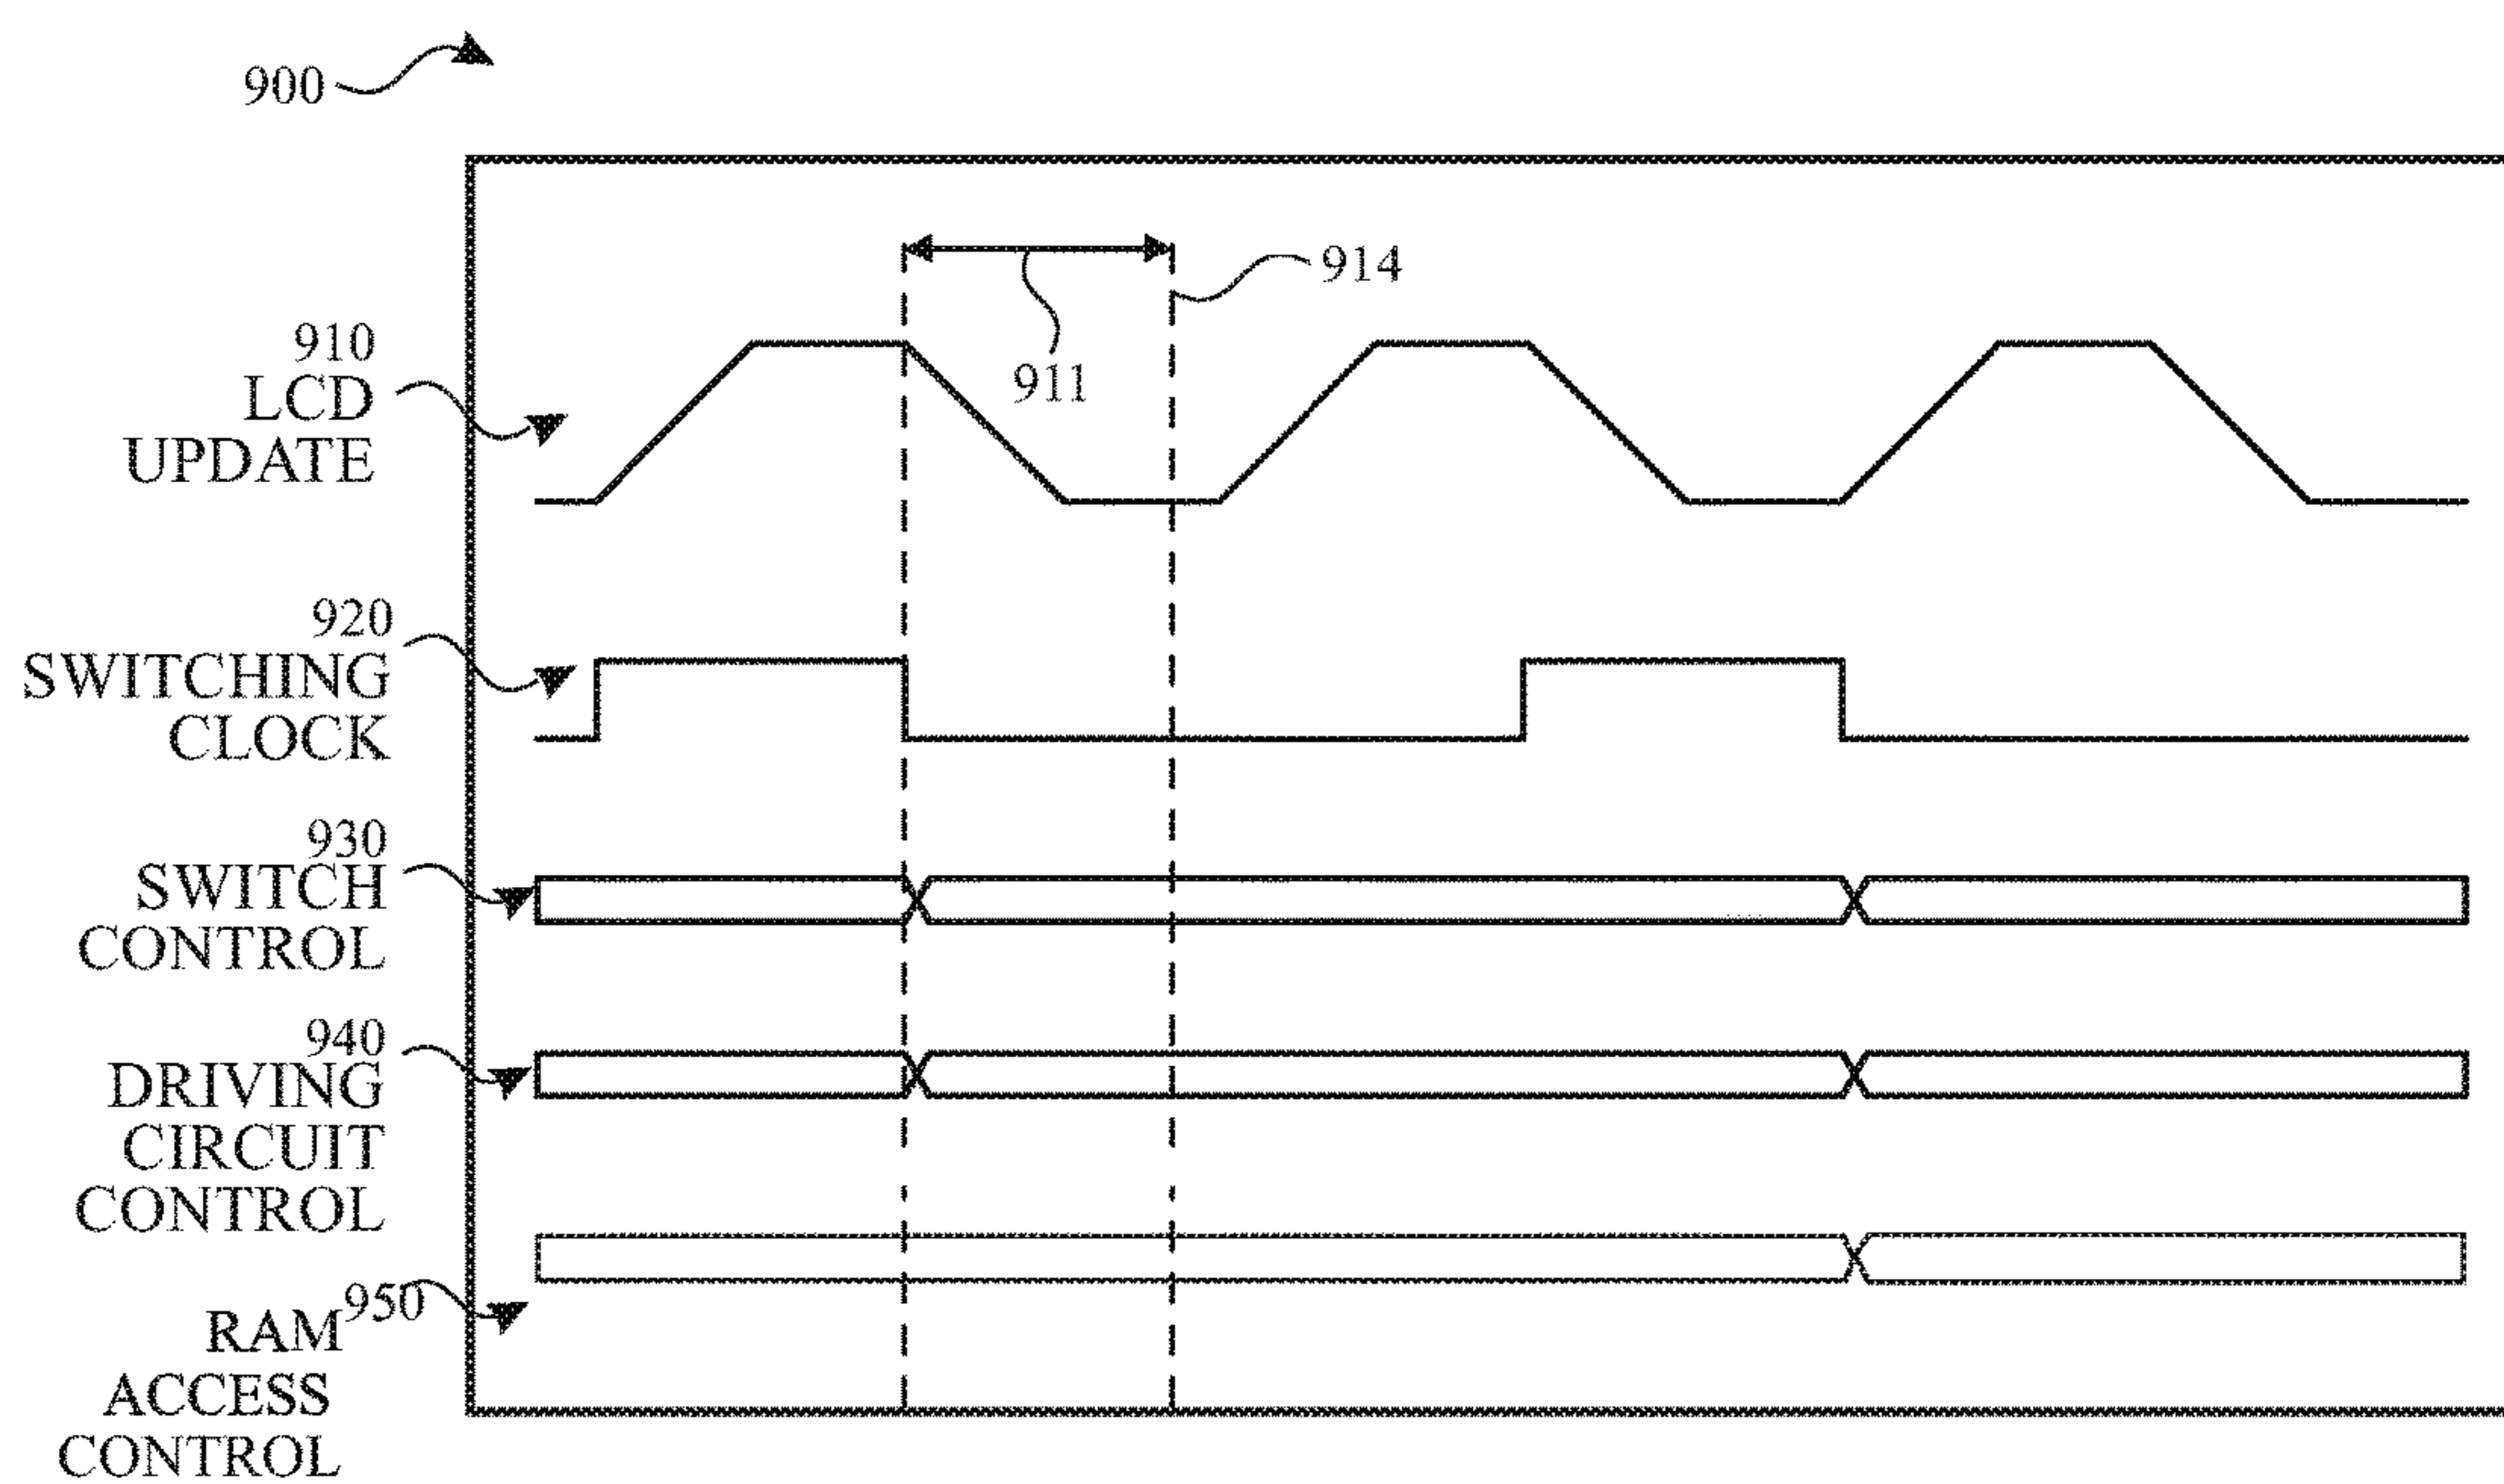 900
914
911
910
LCD
UPDATE
920
SWITCHING
CLOCK
930
SWITCH
CONTROL
940
DRIVING
CIRCUIT
CONTROL
950
RAM
ACCESS
CONTROL